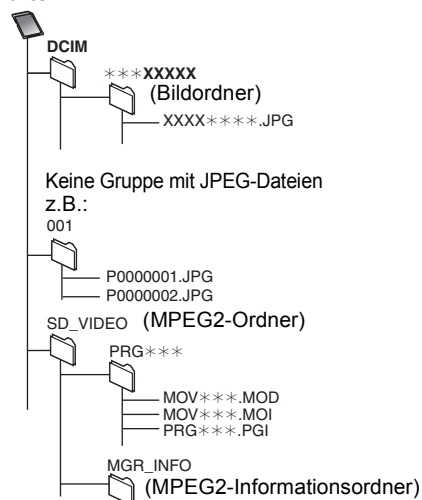 DCIM
✳✳✳XXXXX
(Bildordner)
XXXX✳✳✳✳.JPG
Keine Gruppe mit JPEG-Dateien
z.B.:
001
P0000001.JPG
P0000002.JPG
SD_VIDEO (MPEG2-Ordner)
PRG✳✳✳
MOV✳✳✳.MOD
MOV✳✳✳.MOI
PRG✳✳✳.PGI
MGR_INFO
(MPEG2-Informationsordner)